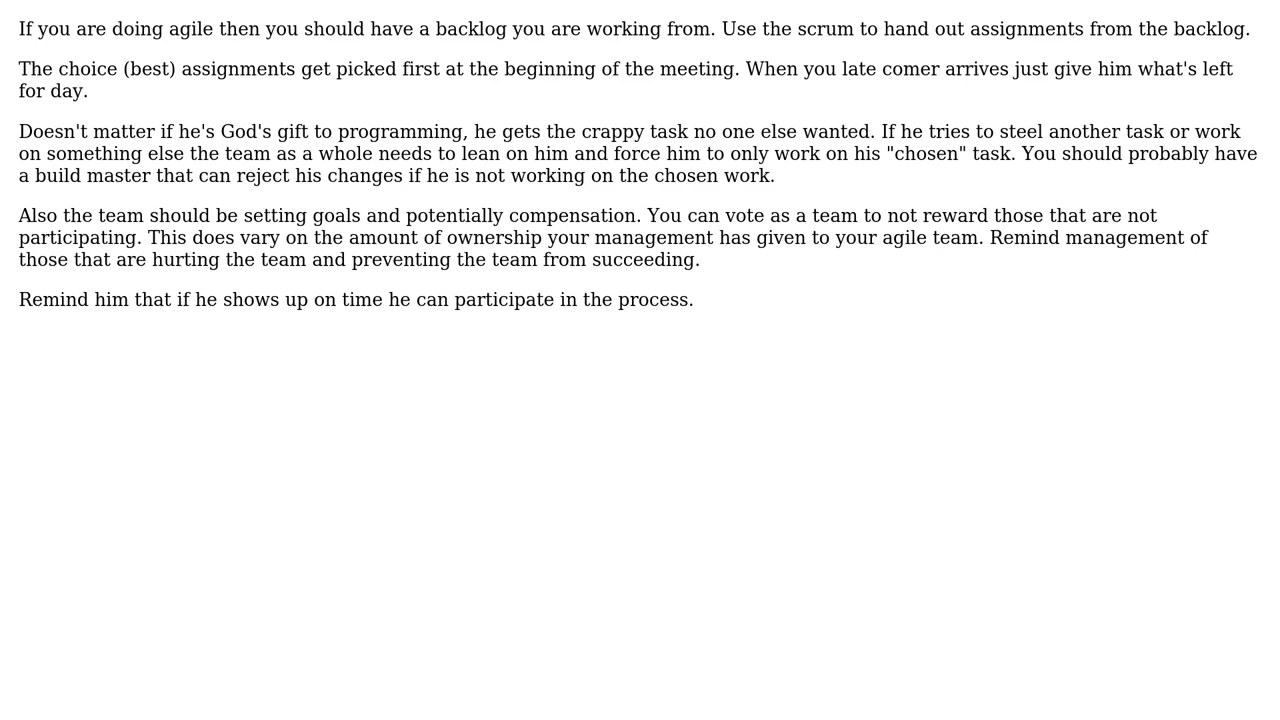 If you are doing agile then you should have a backlog you are working from. Use the scrum to hand out assignments from the backlog.
The choice (best) assignments get picked first at the beginning of the meeting. When you late comer arrives just give him what's left
for day.
Doesn't matter if he's God's gift to programming, he gets the crappy task no one else wanted. If he tries to steel another task or work
on something else the team as a whole needs to lean on him and force him to only work on his "chosen" task. You should probably have
a build master that can reject his changes if he is not working on the chosen work.
Also the team should be setting goals and potentially compensation. You can vote as a team to not reward those that are not
participating. This does vary on the amount of ownership your management has given to your agile team. Remind management of
those that are hurting the team and preventing the team from succeeding.
Remind him that if he shows up on time he can participate in the process.